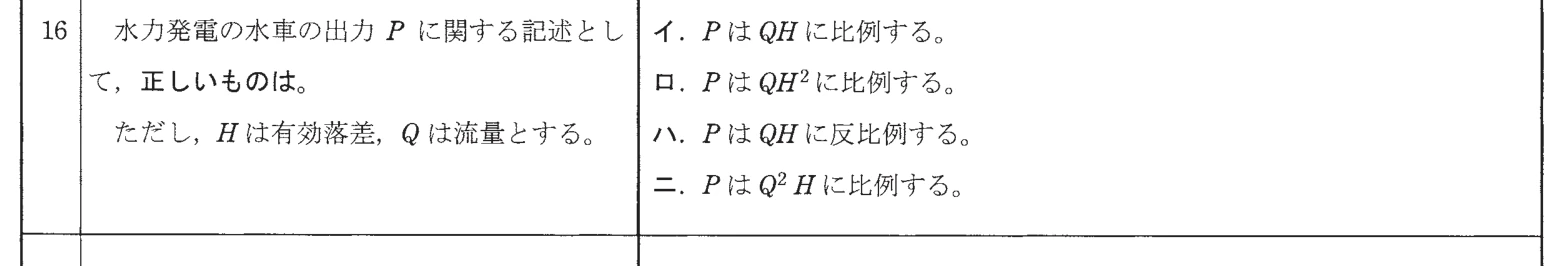 16
水力発電の水車の出力 P に関する記述とし
て，正しいものは。
ただし，H は有効落差，Q は流量とする。
イ．P は QH に比例する。
ロ．P は QH² に比例する。
ハ．P は QH に反比例する。
ニ．P は Q² H に比例する。